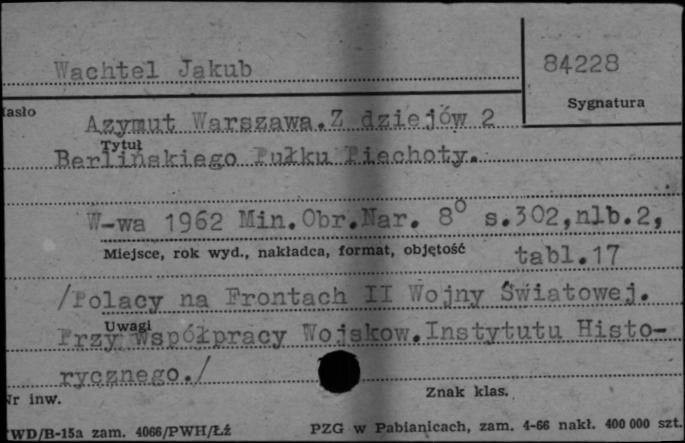 Wachtel Jakub
84228
Sygnatura
asło
Azymut Warszawa.Z dziejów 2
Tytuł
Berlińskiego Pułku Piechoty.
W-wa 1962 Min.Obr.Nar. 8° s.302,nlb.2,
Miejsce, rok wyd., nakładca, format, objętość
tabl.17
/Polacy na Frontach II Wojny Światowej.
Uwagi
Przy Współpracy Wojskow.Instytutu Histo-
rycznego./
Nr inw.
Znak klas.
WD/B-15a zam. 4066/PWH/Łź
PZG w Pabianicach, zam. 4-66 nakł. 400 000 szt.